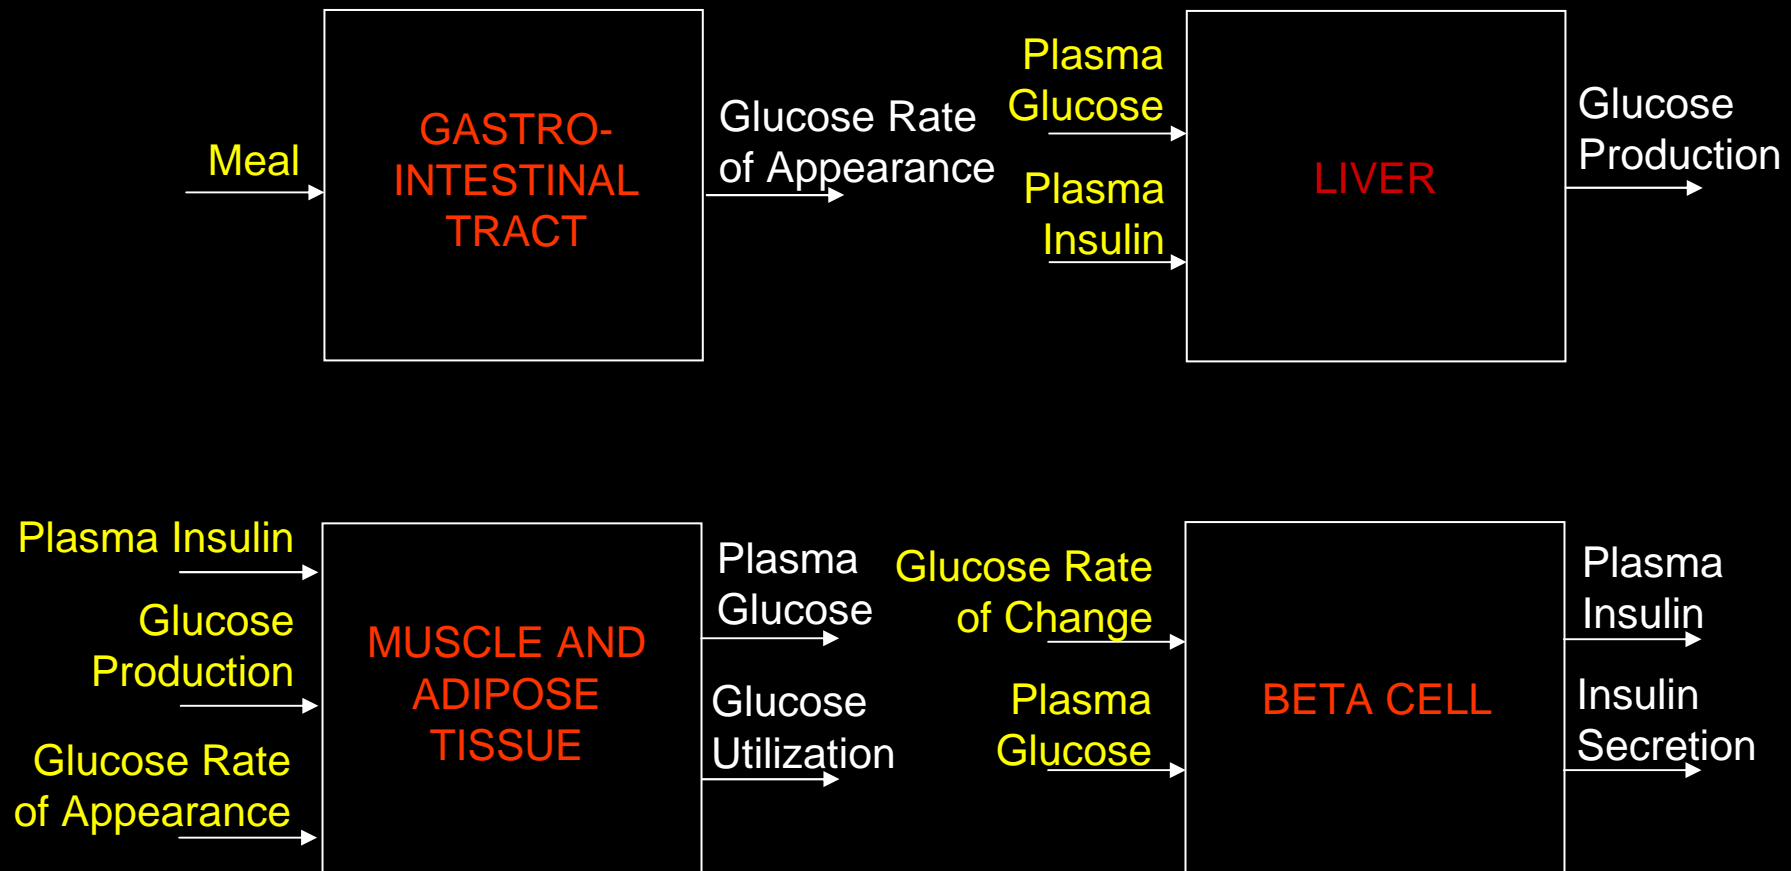 Meal
GASTRO-
INTESTINAL
TRACT
Glucose Rate
of Appearance
Plasma
Glucose
Plasma
Insulin
LIVER
Glucose
Production
Plasma Insulin
Glucose
Production
Glucose Rate
of Appearance
MUSCLE AND
ADIPOSE
TISSUE
Plasma
Glucose
Glucose
Utilization
Glucose Rate
of Change
Plasma
Glucose
BETA CELL
Plasma
Insulin
Insulin
Secretion